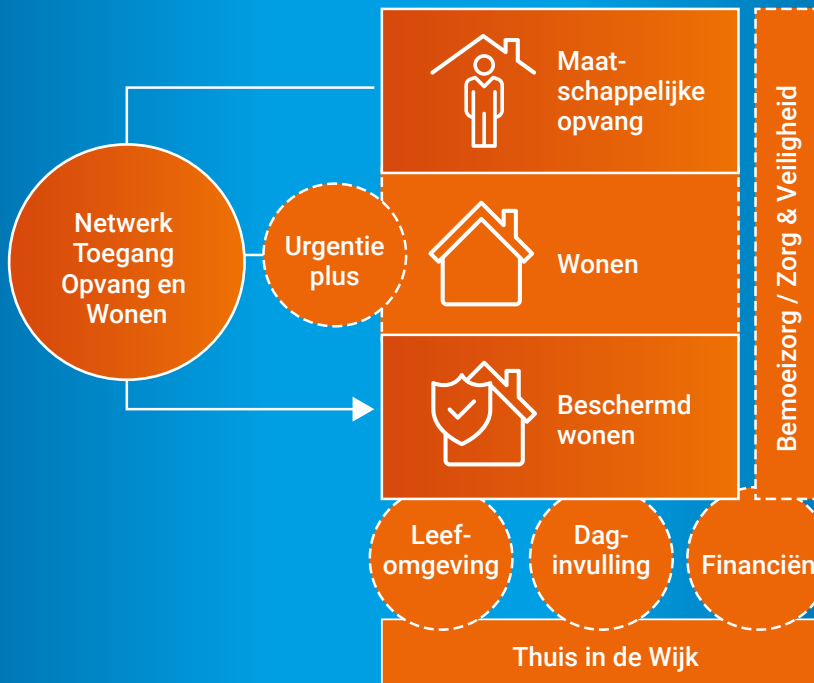 Netwerk
Toegang
Opvang en
Wonen
Urgentie
plus
Maat-
schappelijke
opvang
Wonen
Beschermd
wonen
Bemoeizorg / Zorg & Veiligheid
Leef-
omgeving
Dag-
invulling
Financiën
Thuis in de Wijk